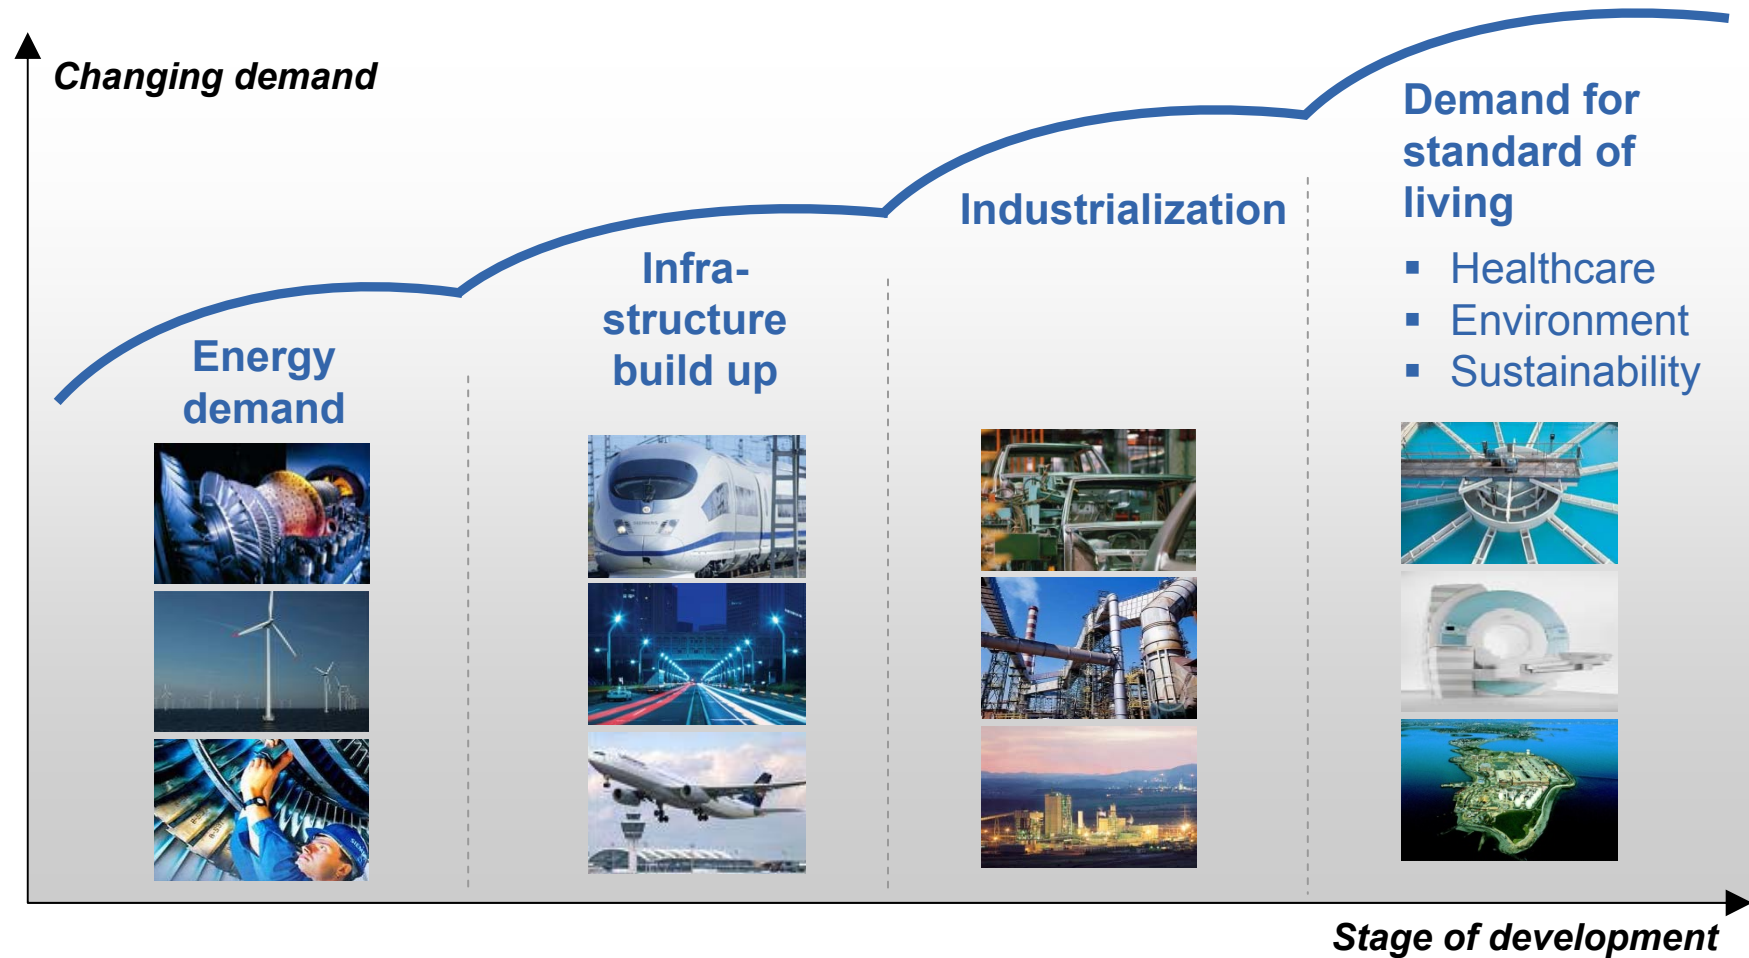 Changing demand
Energy
demand
Infra-
structure
build up
Industrialization
Demand for
standard of
living
▪ Healthcare
▪ Environment
▪ Sustainability
SIEMENS
Stage of development